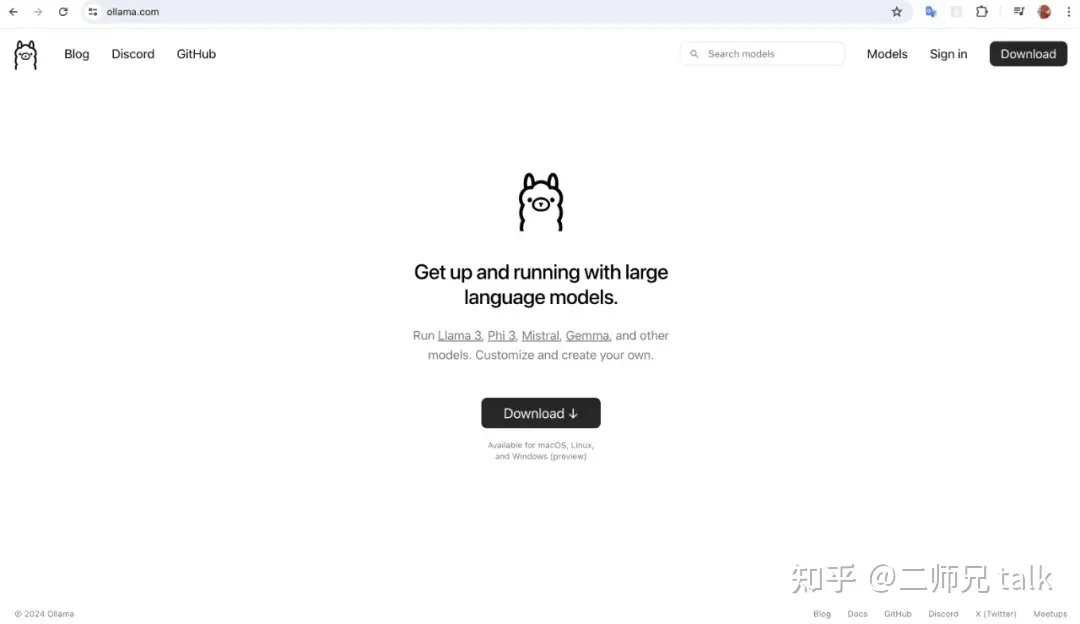 ollama.com
Blog Discord GitHub Search models Models Sign in Download
Get up and running with large
language models.
Run Llama 3, Phi 3, Mistral, Gemma, and other
models. Customize and create your own.
Download ↓
Available for macOS, Linux,
and Windows (preview)
知乎 @二师兄 talk
© 2024 Ollama Blog Docs GitHub Discord X (Twitter) Meetups